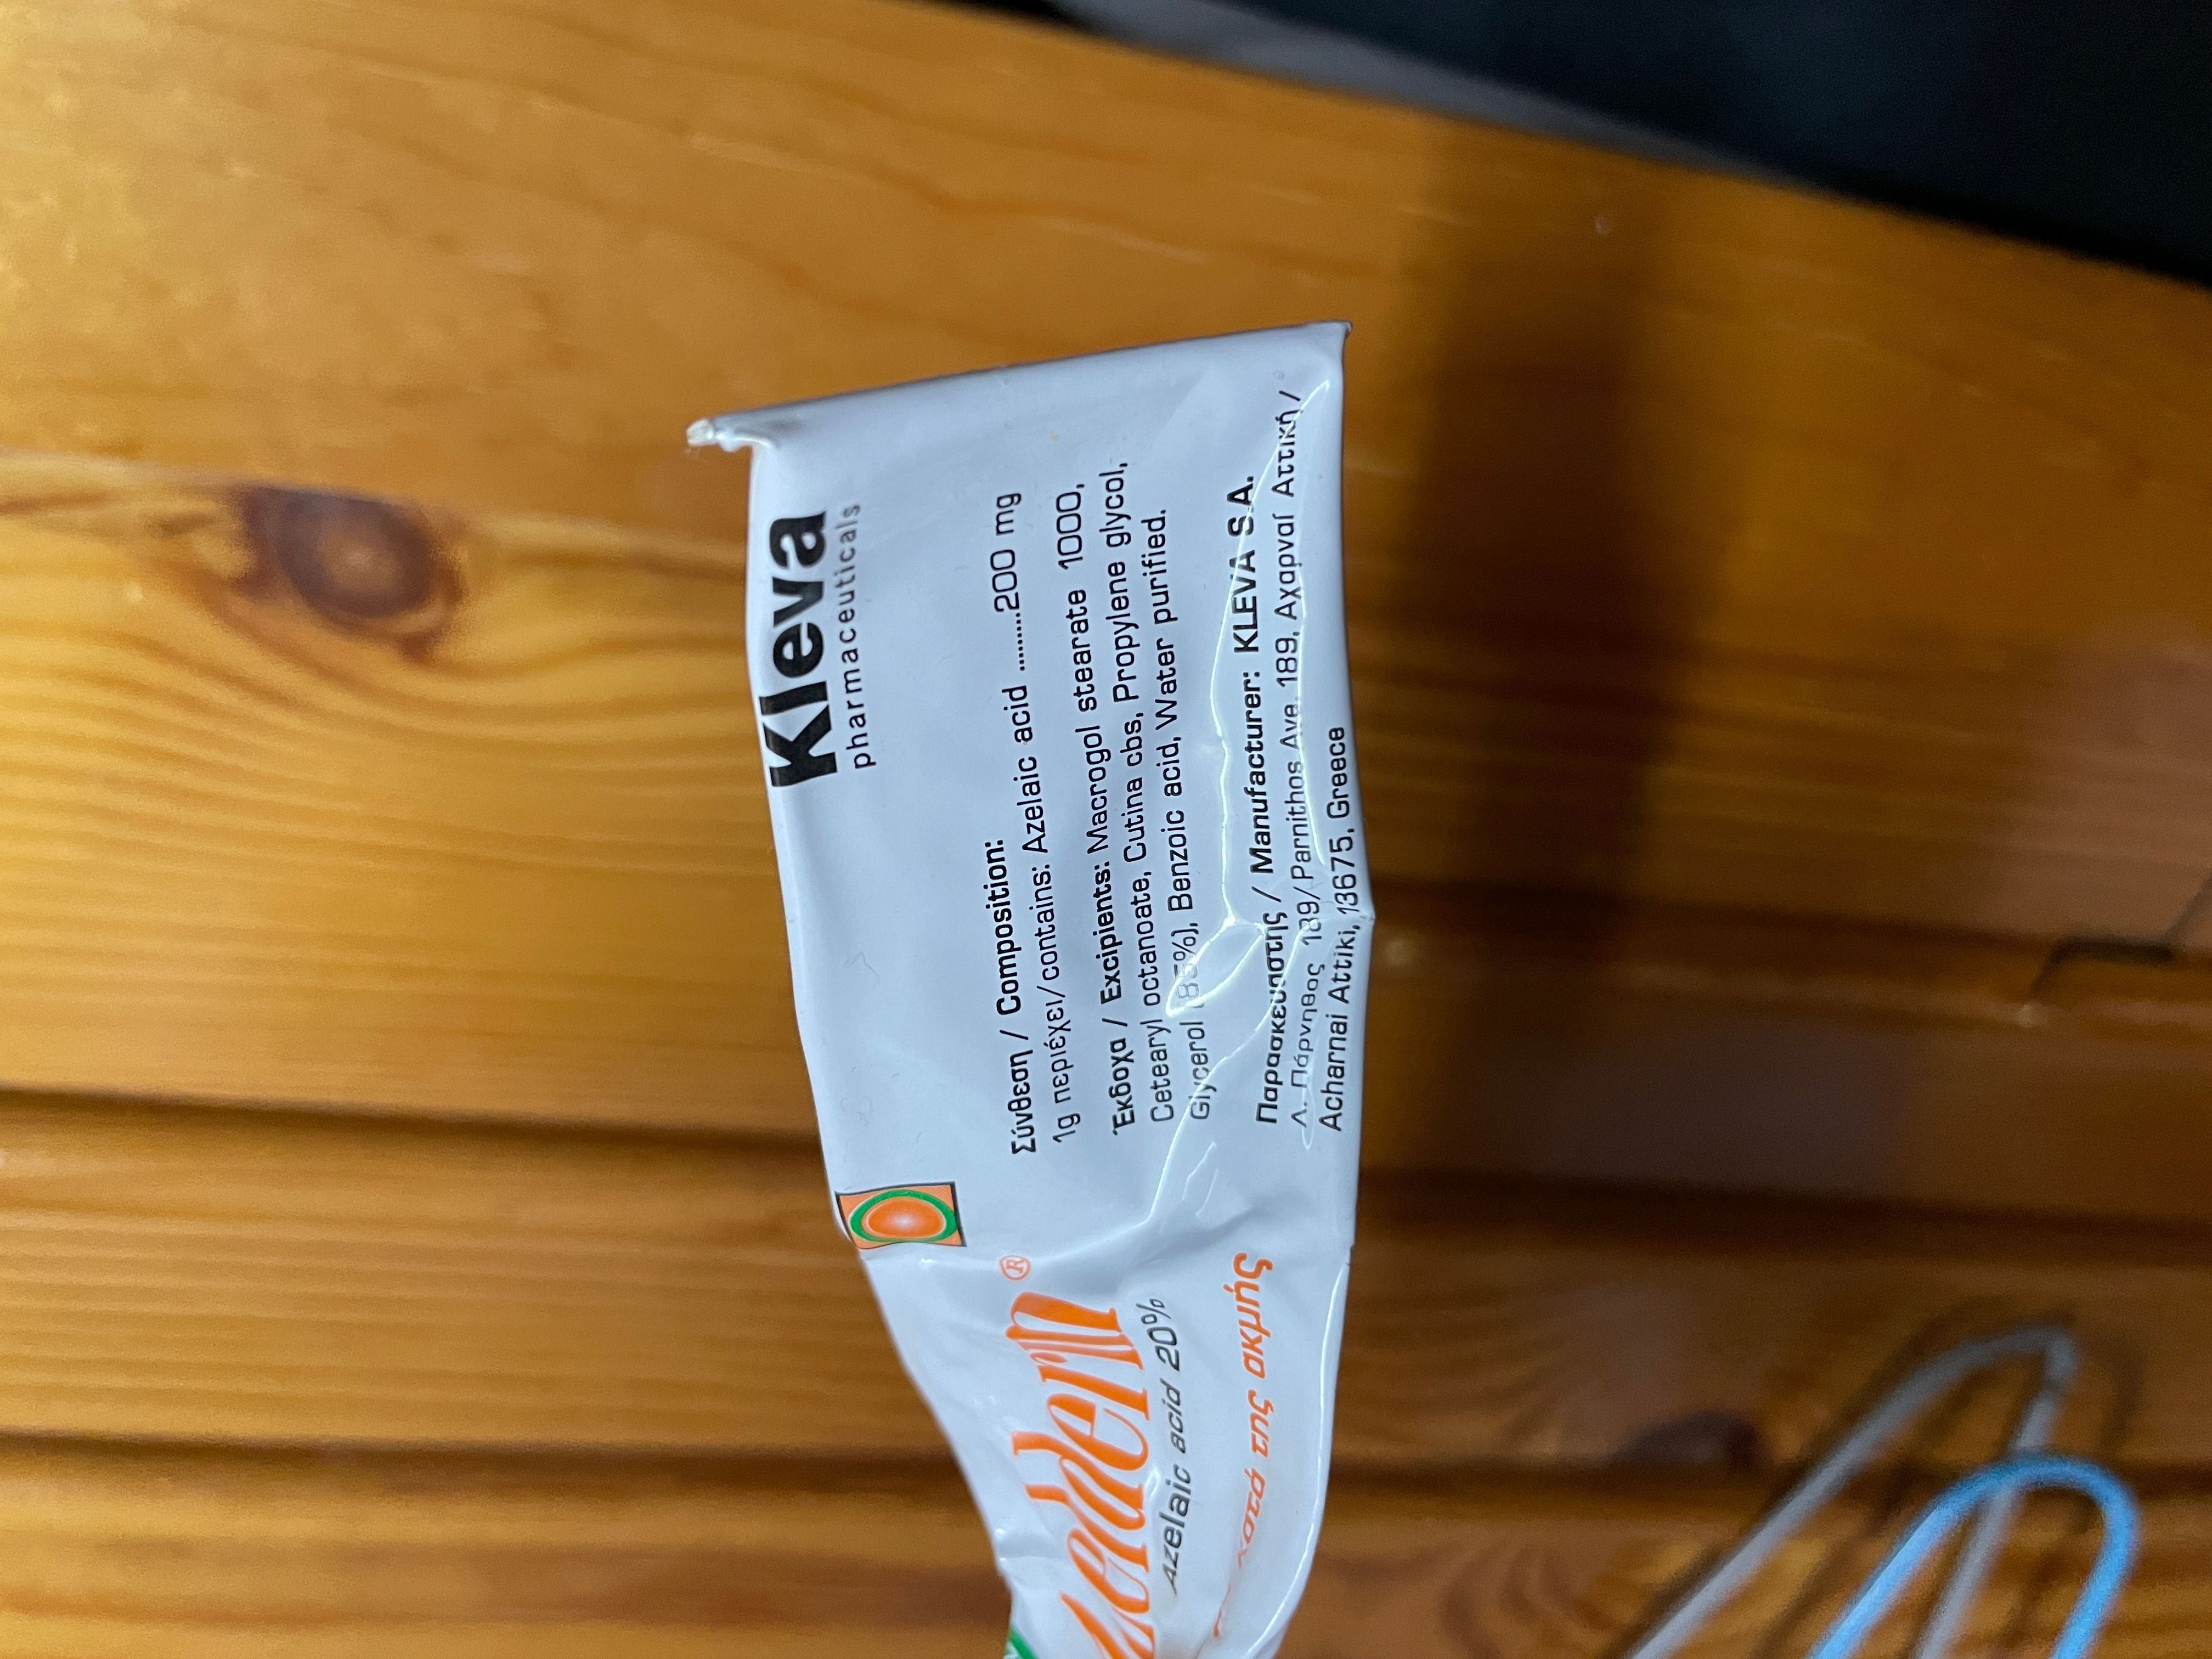 Kleva
pharmaceuticals
Σύνθεση / Composition:
1g περιέχει/contains: Azelaic acid .........200 mg
Έκδοχα / Excipients: Macrogol stearate 1000,
Cetearyl octanoate, Cutina cbs, Propylene glycol,
Glycerol (85%), Benzoic acid, Water purified.
Παρασκευαστής / Manufacturer: KLEVA S.A.
Λ. Πάρνηθος 189/Parnithos Ave. 189, Αχαρναί Αττική /
Acharnai Attiki, 13675, Greece
zederm®
Azelaic acid 20%
κατά της ακμής